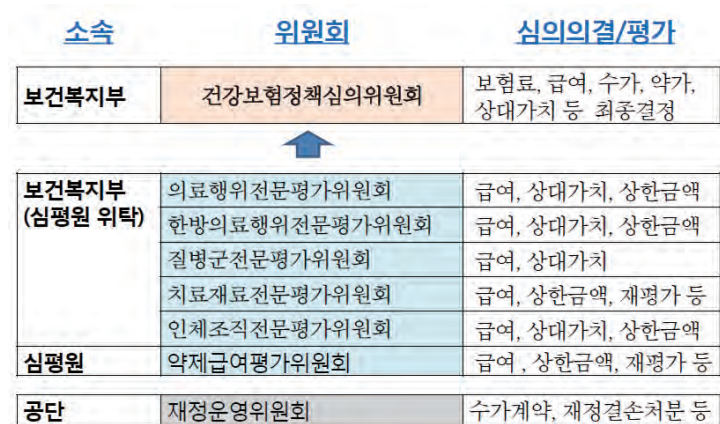 소속 위원회 심의의결/평가
보건복지부 건강보험정책심의위원회 보험료, 급여, 수가, 약가,
상대가치 등 최종결정
보건복지부 의료행위전문평가위원회 급여, 상대가치, 상한금액
(심평원 위탁) 한방의료행위전문평가위원회 급여, 상대가치, 상한금액
질병군전문평가위원회 급여, 상대가치
치료재료전문평가위원회 급여, 상한금액, 재평가 등
인체조직전문평가위원회 급여, 상대가치, 상한금액
심평원 약제급여평가위원회 급여 , 상한금액, 재평가 등
공단 재정운영위원회 수가계약, 재정결손처분 등